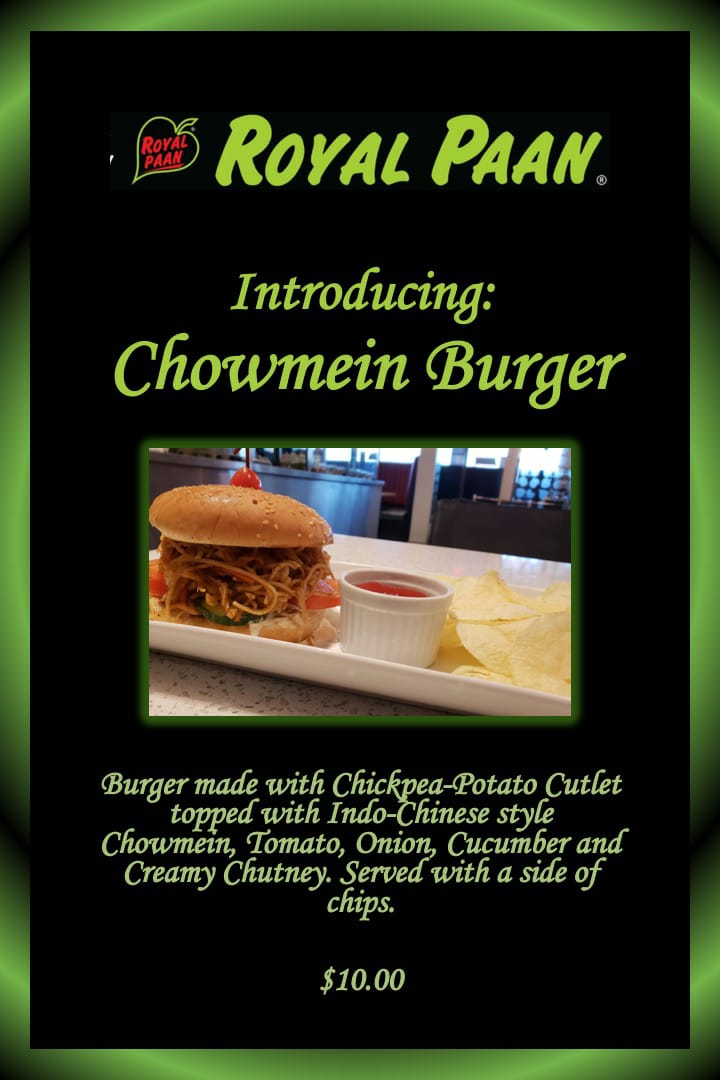 ROYAL
PAAN
®
ROYAL PAAN®
Introducing:
Chowmein Burger
Burger made with Chickpea-Potato Cutlet
topped with Indo-Chinese style
Chowmein, Tomato, Onion, Cucumber and
Creamy Chutney. Served with a side of
chips.
$10.00